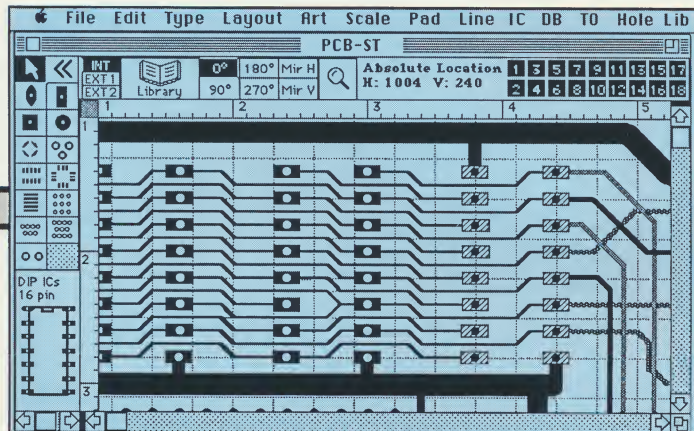 File Edit Type Layout Art Scale Pad Line IC DB TO Hole Lib
PCB-ST
INT
EXT1
EXT2
Library
0° 180° Mir H
90° 270° Mir V
Absolute Location
H: 1004 V: 240
1 3 5 7 9 11 13 15 17
2 4 6 8 10 12 14 16 18
1 2 3 4 5
1
2
3
DIP ICs
16 pin